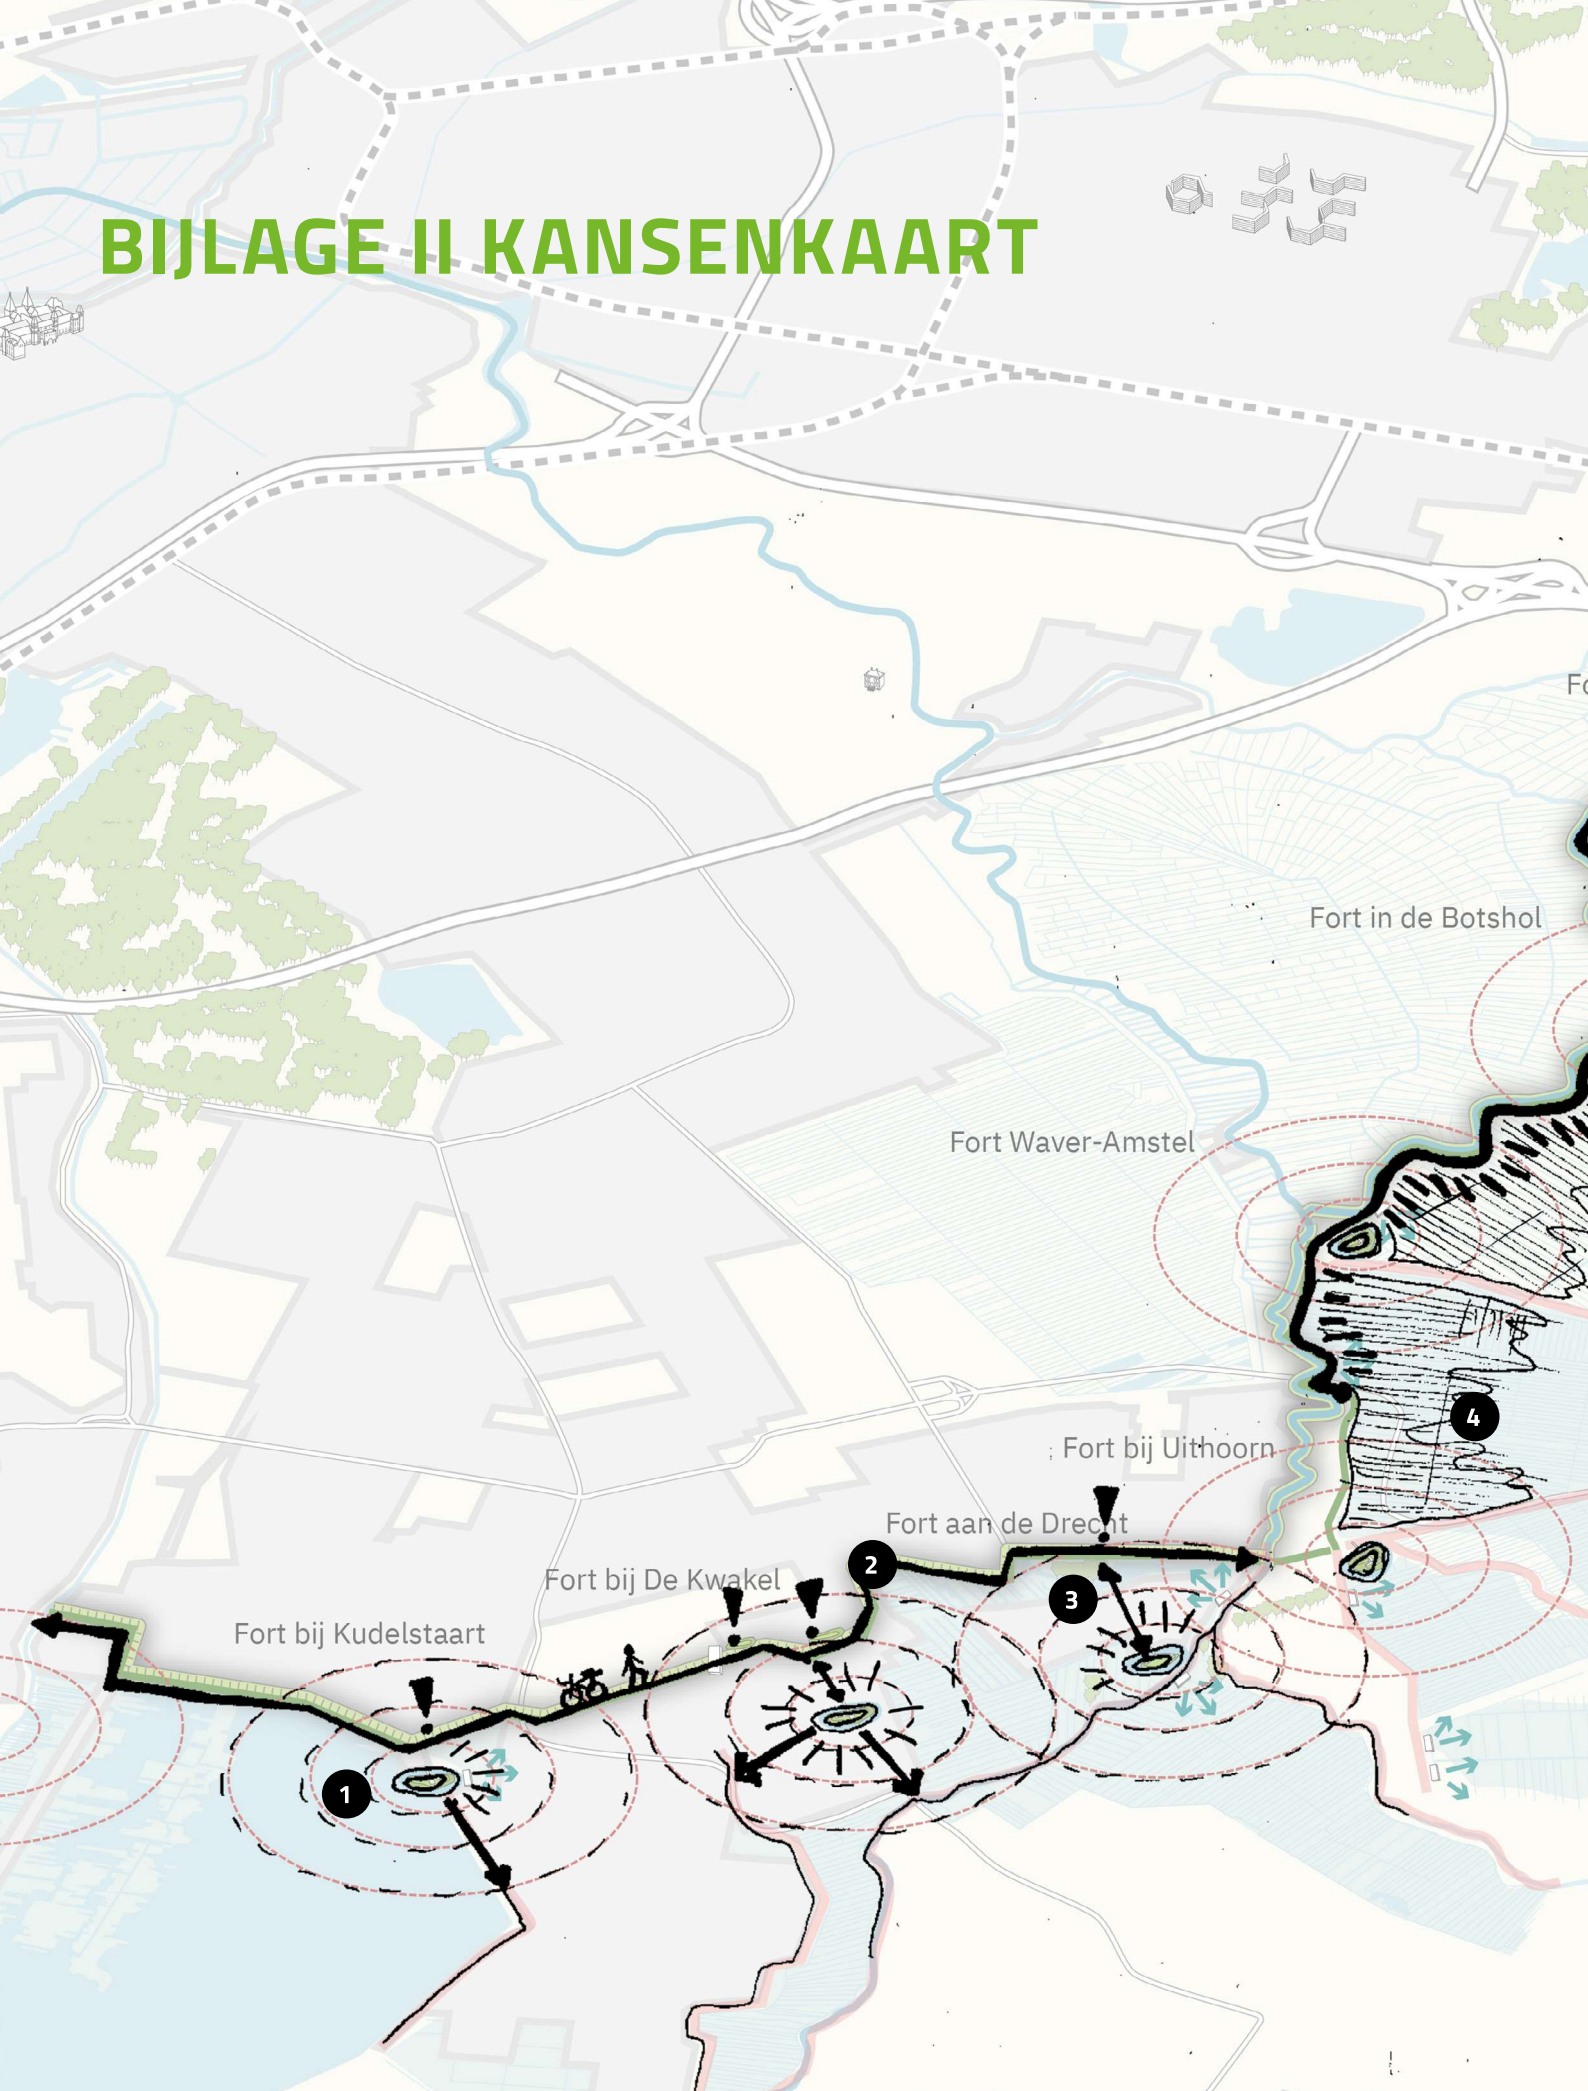 BIJLAGE II KANSENKAART
Fo
Fort in de Botshol
Fort Waver-Amstel
4
Fort bij Uithoorn
Fort aan de Drecht
2
Fort bij De Kwakel
3
Fort bij Kudelstaart
1